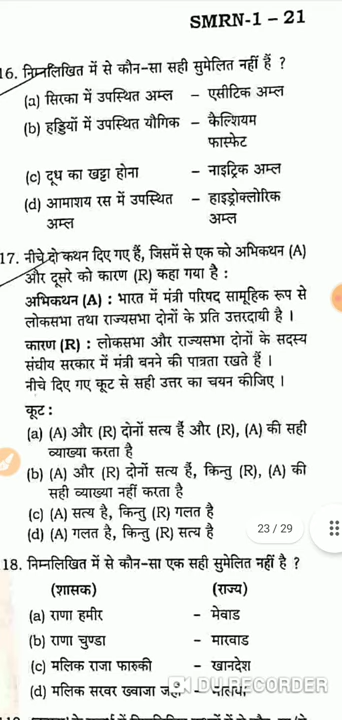 SMRN-1 – 21
16. निम्नलिखित में से कौन-सा सही सुमेलित नहीं हैं ?
(a) सिरका में उपस्थित अम्ल – एसीटिक अम्ल
(b) हड्डियों में उपस्थित यौगिक – कैल्शियम
फास्फेट
(c) दूध का खट्टा होना – नाइट्रिक अम्ल
(d) आमाशय रस में उपस्थित – हाइड्रोक्लोरिक
अम्ल अम्ल
17. नीचे दो कथन दिए गए हैं, जिसमें से एक को अभिकथन (A)
और दूसरे को कारण (R) कहा गया है :
अभिकथन (A) : भारत में मंत्री परिषद सामूहिक रूप से
लोकसभा तथा राज्यसभा दोनों के प्रति उत्तरदायी है ।
कारण (R) : लोकसभा और राज्यसभा दोनों के सदस्य
संघीय सरकार में मंत्री बनने की पात्रता रखते हैं ।
नीचे दिए गए कूट से सही उत्तर का चयन कीजिए ।
कूट :
(a) (A) और (R) दोनों सत्य हैं और (R), (A) की सही
व्याख्या करता है
(b) (A) और (R) दोनों सत्य हैं, किन्तु (R), (A) की
सही व्याख्या नहीं करता है
(c) (A) सत्य है, किन्तु (R) गलत है
(d) (A) गलत है, किन्तु (R) सत्य है
23 / 29
18. निम्नलिखित में से कौन-सा एक सही सुमेलित नहीं है ?
(शासक) (राज्य)
(a) राणा हमीर – मेवाड
(b) राणा चुण्डा – मारवाड
(c) मलिक राजा फारुकी – खानदेश
(d) मलिक सरवर ख्वाजा –
DU RECORDER